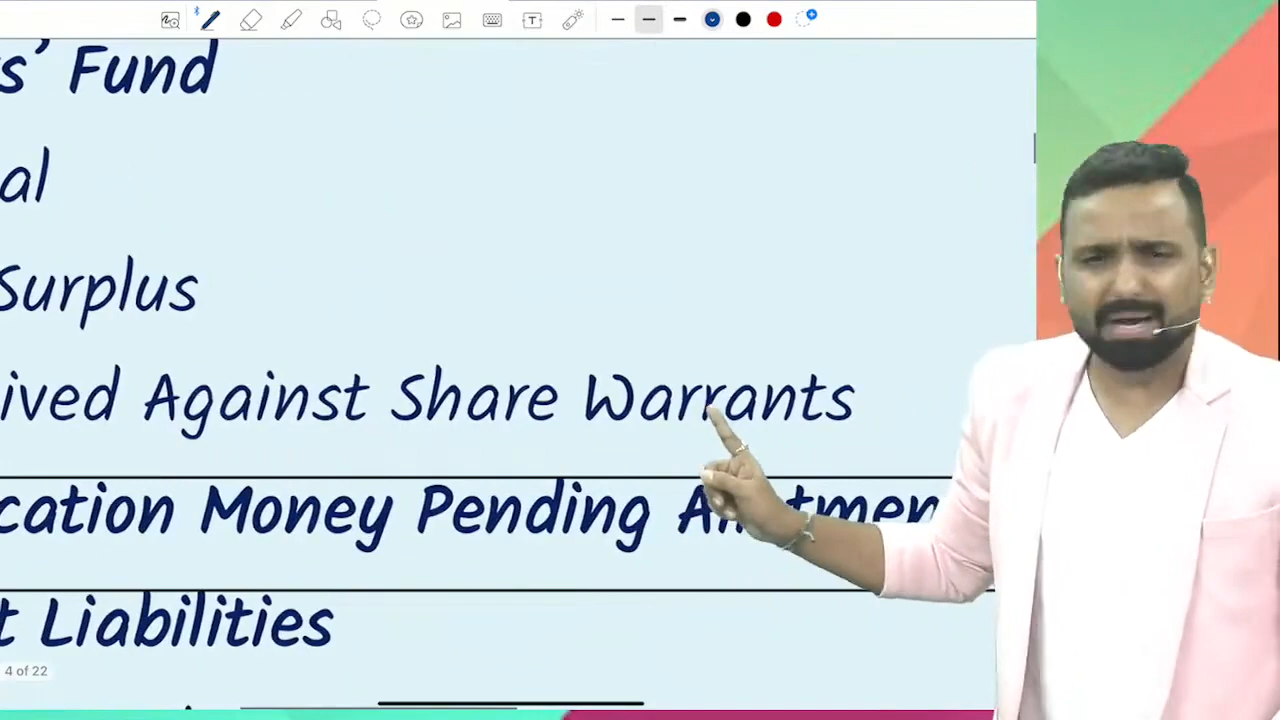 s’ Fund
al
Surplus
ived Against Share Warrants
cation Money Pending
t Liabilities
4 of 22